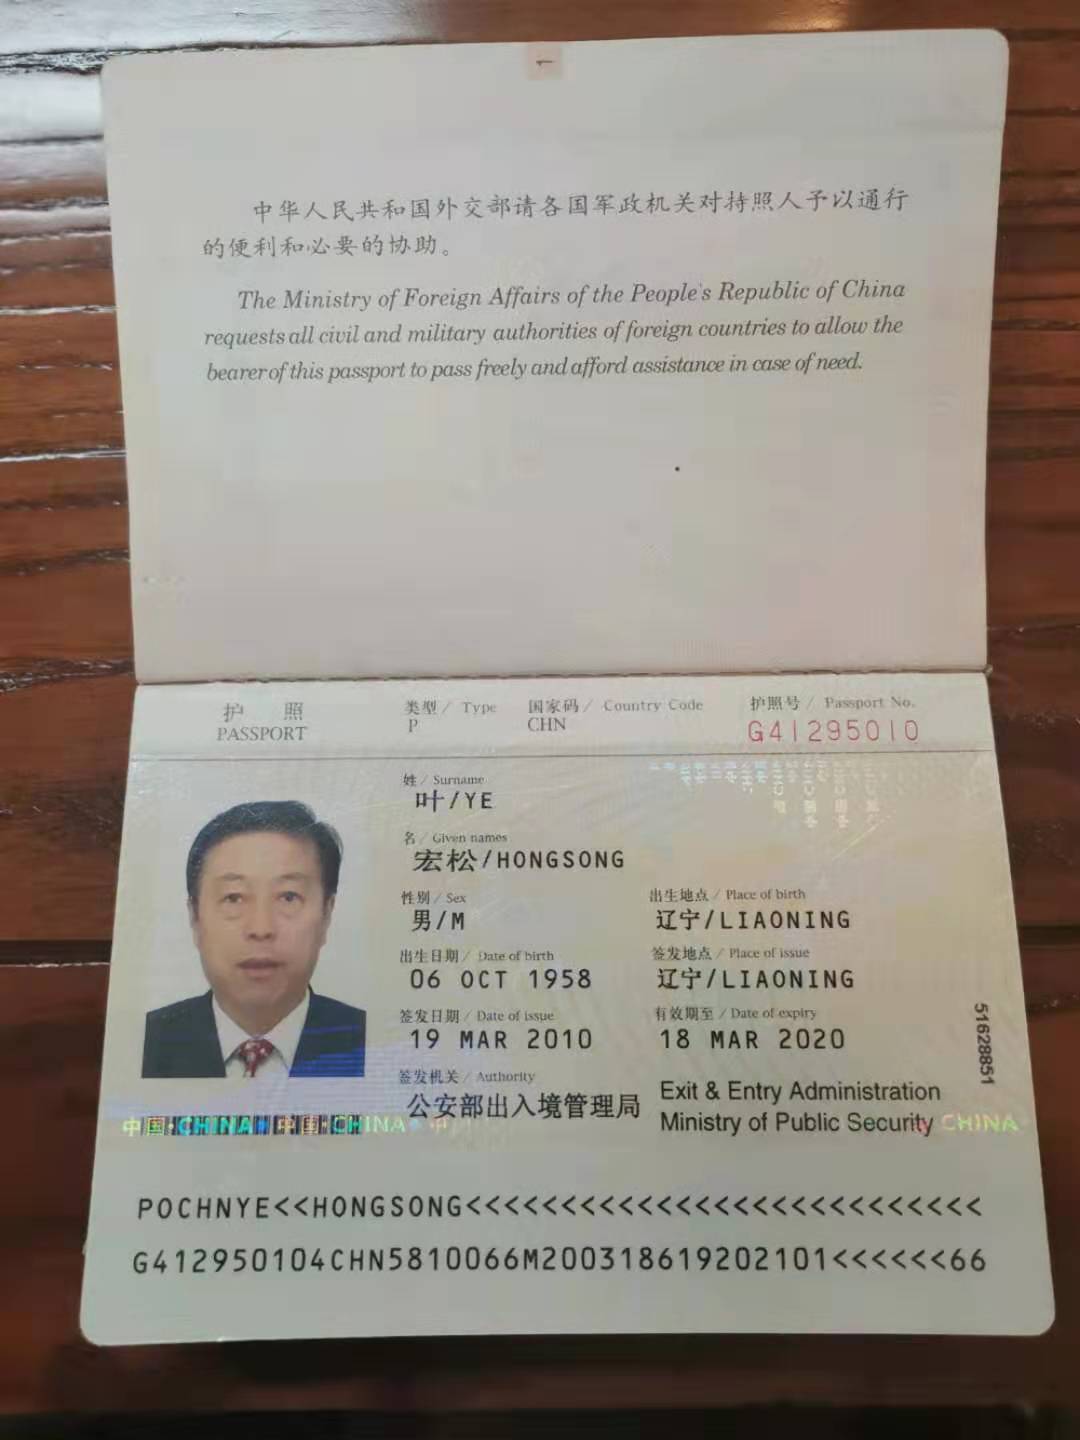 1
中华人民共和国外交部请各国军政机关对持照人予以通行
的便利和必要的协助。
The Ministry of Foreign Affairs of the People's Republic of China
requests all civil and military authorities of foreign countries to allow the
bearer of this passport to pass freely and afford assistance in case of need.
护 照
PASSPORT
类型 / Type
P
国家码 / Country Code
CHN
护照号 / Passport No.
G41295010
姓 / Surname
叶/YE
名 / Given names
宏松/HONGSONG
性别 / Sex
男/M
出生地点 / Place of birth
辽宁/LIAONING
出生日期 / Date of birth
06 OCT 1958
签发地点 / Place of issue
辽宁/LIAONING
签发日期 / Date of issue
19 MAR 2010
有效期至 / Date of expiry
18 MAR 2020
51628851
签发机关 / Authority
公安部出入境管理局
Exit & Entry Administration
Ministry of Public Security
中国·CHINA 中国·CHINA 中 CHINA
POCHNYE<<HONGSONG<<<<<<<<<<<<<<<<<<<<<<<<<<<
G412950104CHN5810066M200318619202101<<<<<<66